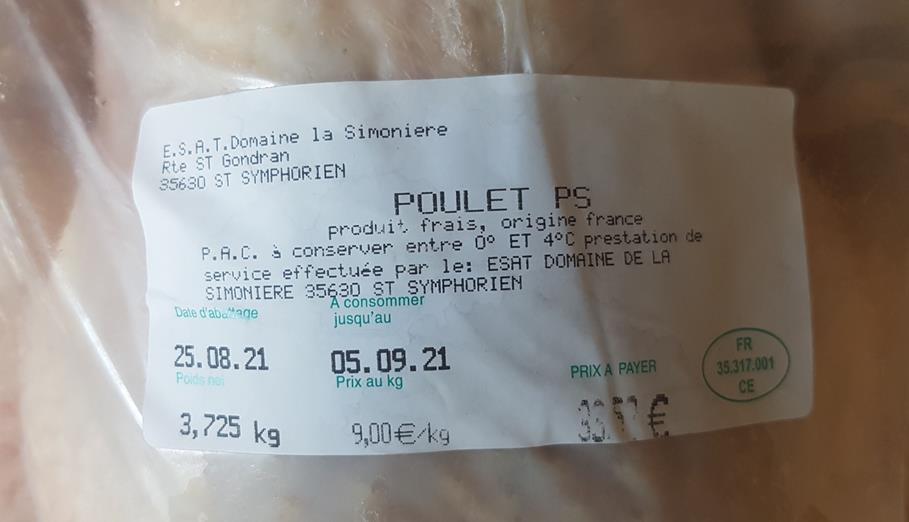 E.S.A.T.Domaine la Simoniere
Rte ST Gondran
35630 ST SYMPHORIEN
POULET PS
produit frais, origine france
P.A.C. à conserver entre 0° ET 4°C prestation de
service effectuée par le: ESAT DOMAINE DE LA
SIMONIERE 35630 ST SYMPHORIEN
Date d'abattage
A consommer
jusqu'au
25.08.21 05.09.21
Poids net Prix au kg PRIX A PAYER
FR
35.317.001
CE
3,725 kg 9,00€/kg €